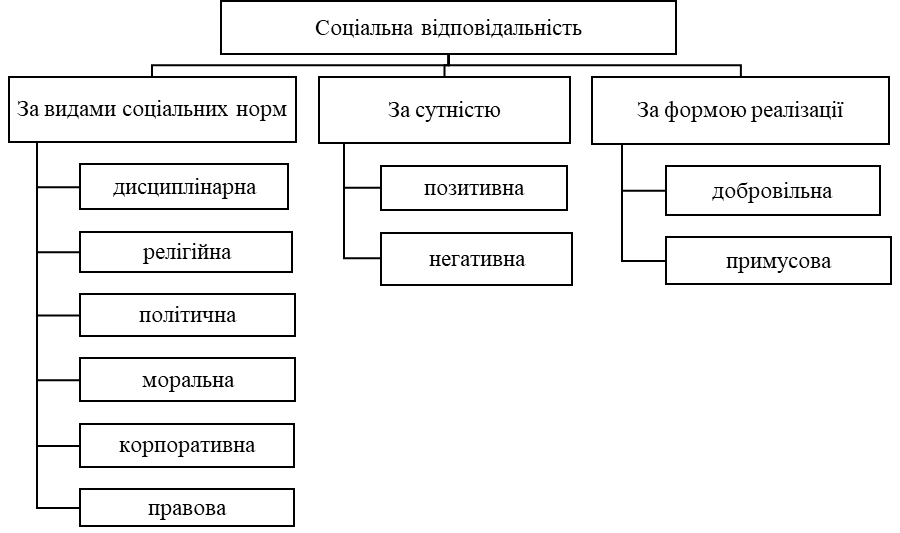 Соціальна відповідальність
За видами соціальних норм
дисциплінарна
релігійна
політична
моральна
корпоративна
правова
За сутністю
позитивна
негативна
За формою реалізації
добровільна
примусова